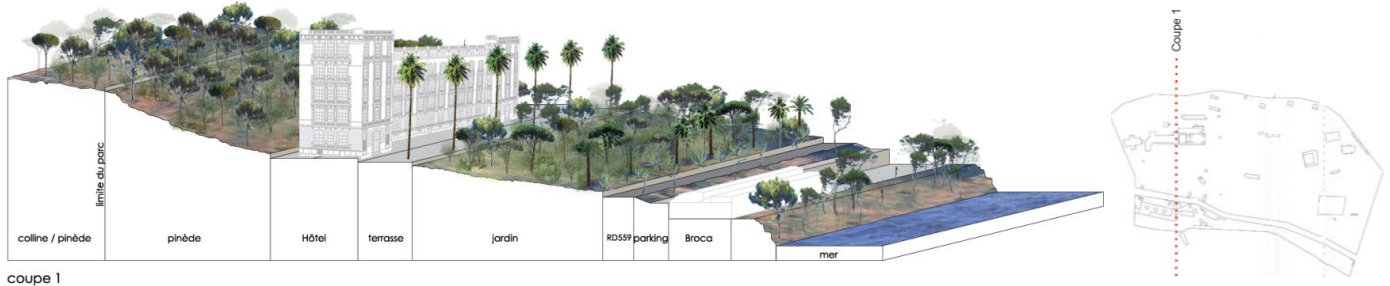 Coupe 1
limite du parc
colline / pinède
pinède
Hôtel
terrasse
jardin
RD559
parking
Broca
mer
coupe 1